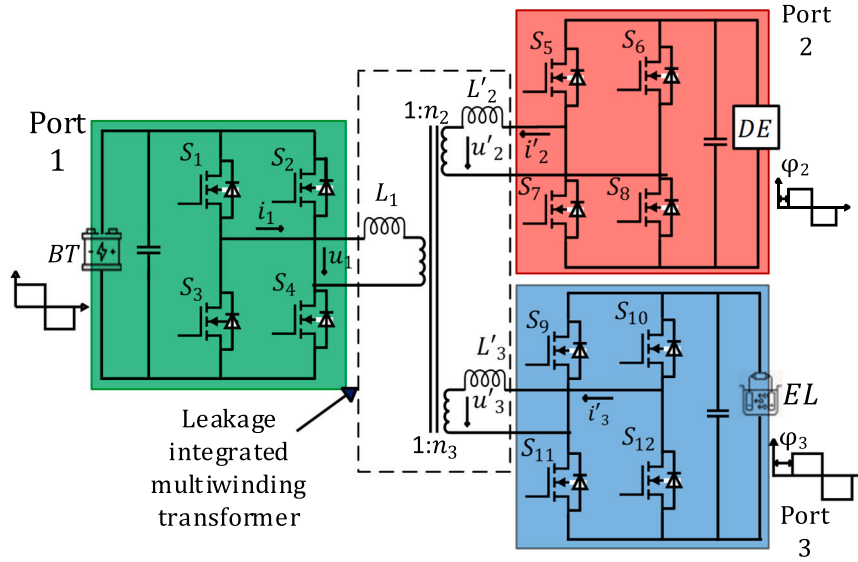 Port
1
BT
S₁
S₂
S₃
S₄
i₁
u₁
L₁
1:n₂
L'₂
u'₂
i'₂
S₅
S₆
S₇
S₈
DE
Port
2
φ₂
1:n₃
L'₃
u'₃
i'₃
S₉
S₁₀
S₁₁
S₁₂
EL
φ₃
Port
3
Leakage
integrated
multiwinding
transformer